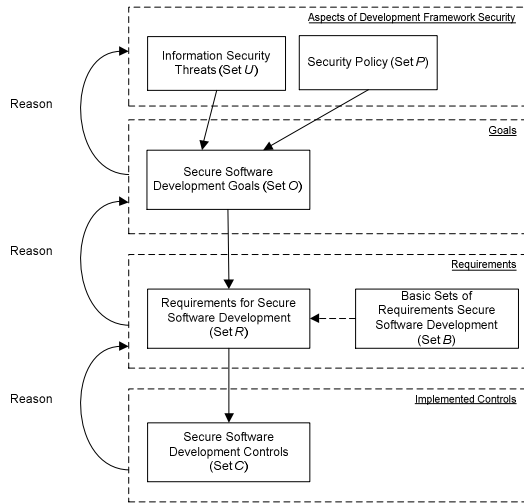 Aspects of Development Framework Security
Information Security
Threats (Set U)
Security Policy (Set P)
Reason
Goals
Secure Software
Development Goals (Set O)
Reason
Requirements
Requirements for Secure
Software Development
(Set R)
Basic Sets of
Requirements Secure
Software Development
(Set B)
Reason
Implemented Controls
Secure Software
Development Controls
(Set C)